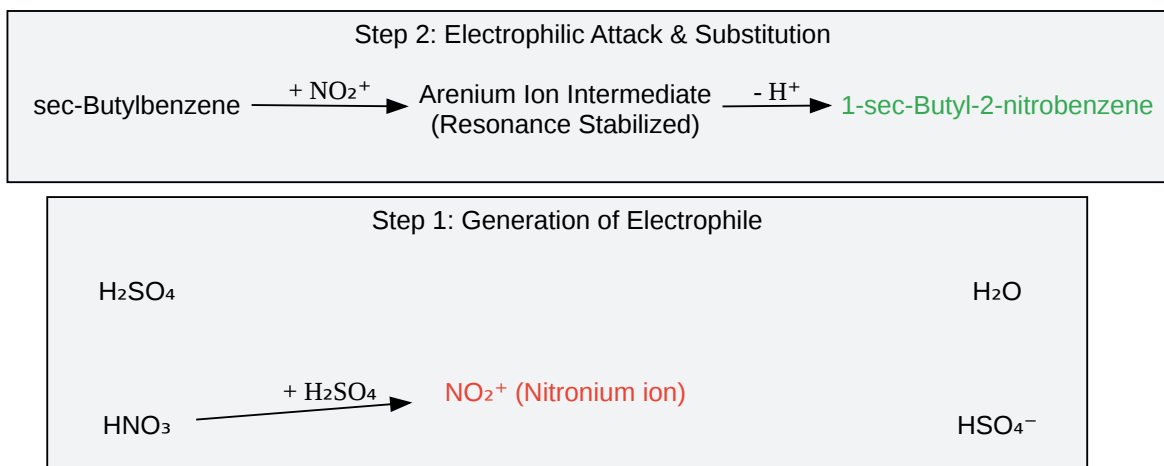 Step 2: Electrophilic Attack & Substitution
sec-Butylbenzene
+ NO₂⁺
Arenium Ion Intermediate
(Resonance Stabilized)
- H⁺
1-sec-Butyl-2-nitrobenzene
Step 1: Generation of Electrophile
H₂SO₄
H₂O
HNO₃
+ H₂SO₄
NO₂⁺ (Nitronium ion)
HSO₄⁻